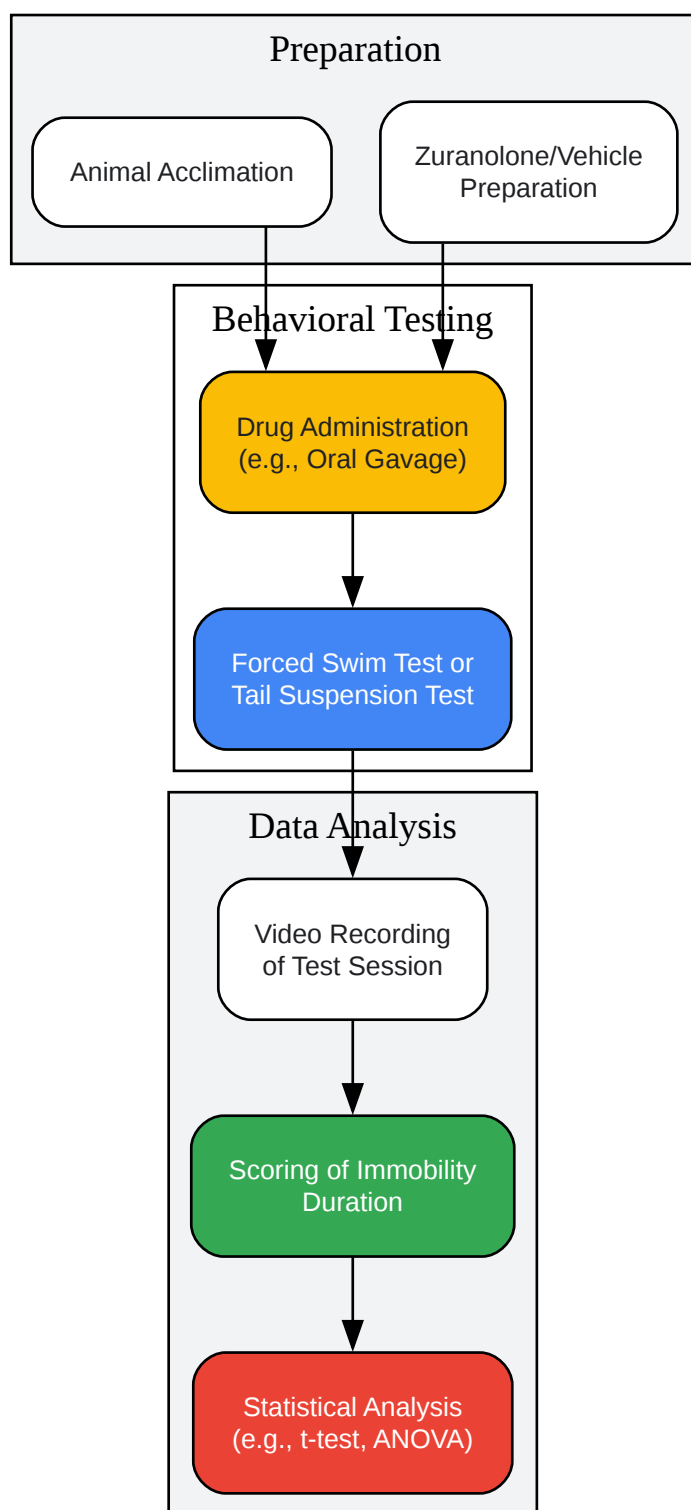 Preparation
Animal Acclimation
Zuranolone/Vehicle
Preparation
Behavioral Testing
Drug Administration
(e.g., Oral Gavage)
Forced Swim Test or
Tail Suspension Test
Data Analysis
Video Recording
of Test Session
Scoring of Immobility
Duration
Statistical Analysis
(e.g., t-test, ANOVA)